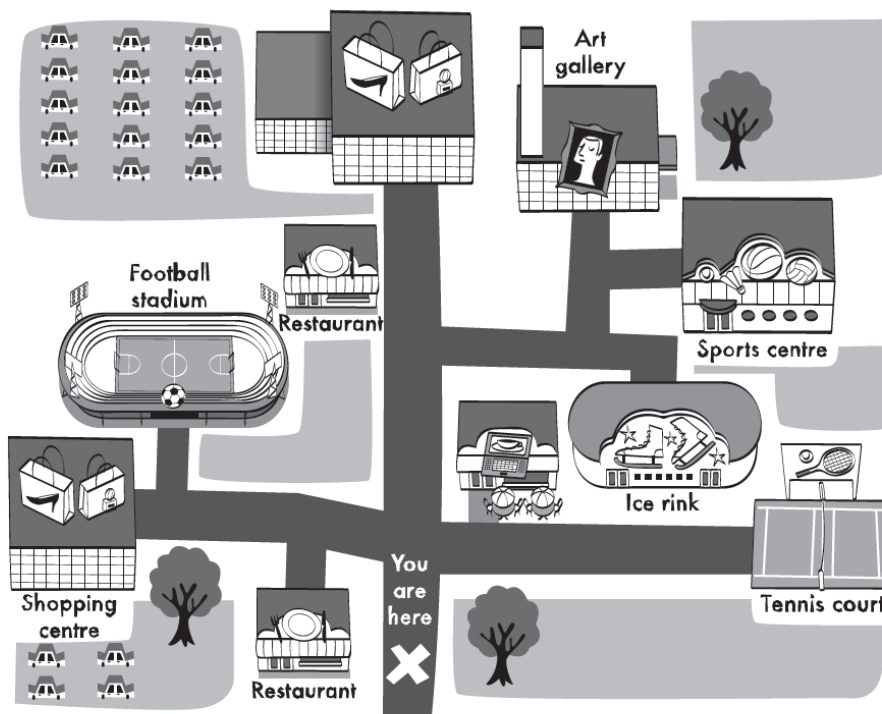 Art
gallery
Football
stadium
Restaurant
Sports centre
Ice rink
You
are
here
Shopping
centre
Tennis court
Restaurant